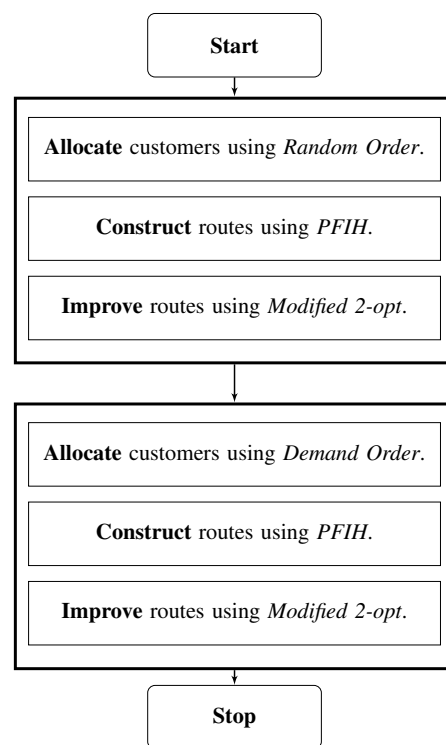 Start
Allocate customers using Random Order.
Construct routes using PFIH.
Improve routes using Modified 2-opt.
Allocate customers using Demand Order.
Construct routes using PFIH.
Improve routes using Modified 2-opt.
Stop